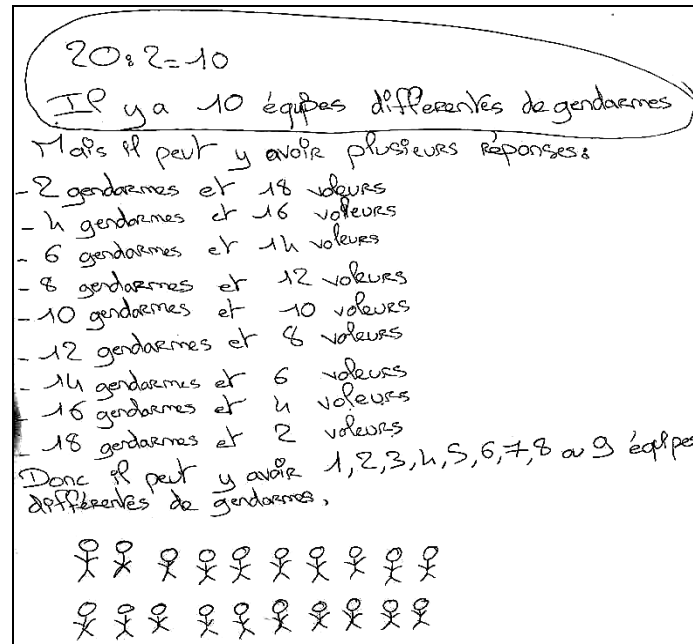 20:2=10
Il y a 10 équipes differentes de gendarmes
Mais il peut y avoir plusieurs réponses:
- 2 gendarmes et 18 voleurs
- 4 gendarmes et 16 voleurs
- 6 gendarmes et 14 voleurs
- 8 gendarmes et 12 voleurs
- 10 gendarmes et 10 voleurs
- 12 gendarmes et 8 voleurs
- 14 gendarmes et 6 voleurs
- 16 gendarmes et 4 voleurs
- 18 gendarmes et 2 voleurs
Donc il peut y avoir 1, 2, 3, 4, 5, 6, 7, 8 ou 9 équipes
différentes de gendarmes.